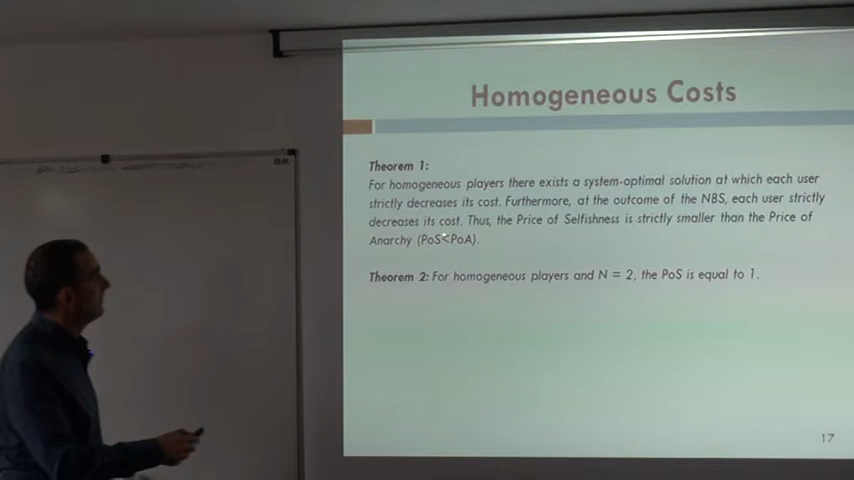 Homogeneous Costs
Theorem 1:
For homogeneous players there exists a system-optimal solution at which each user
strictly decreases its cost. Furthermore, at the outcome of the NBS, each user strictly
decreases its cost. Thus, the Price of Selfishness is strictly smaller than the Price of
Anarchy (PoS<PoA).
Theorem 2: For homogeneous players and N = 2, the PoS is equal to 1.
17